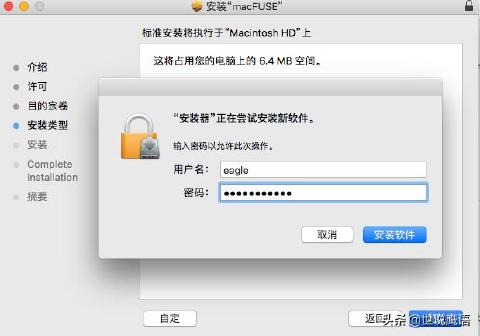 安装“macFUSE”
标准安装将执行于“Macintosh HD”上
介绍
许可
目的宗卷
安装类型
安装
Complete
Installation
摘要
这将占用您的电脑上的 6.4 MB 空间。
“安装器”正在尝试安装新软件。
输入密码以允许此次操作。
用户名： eagle
密码： ●●●●●●●●●●●
取消 安装软件
自定 返回
头条@世说鹰语